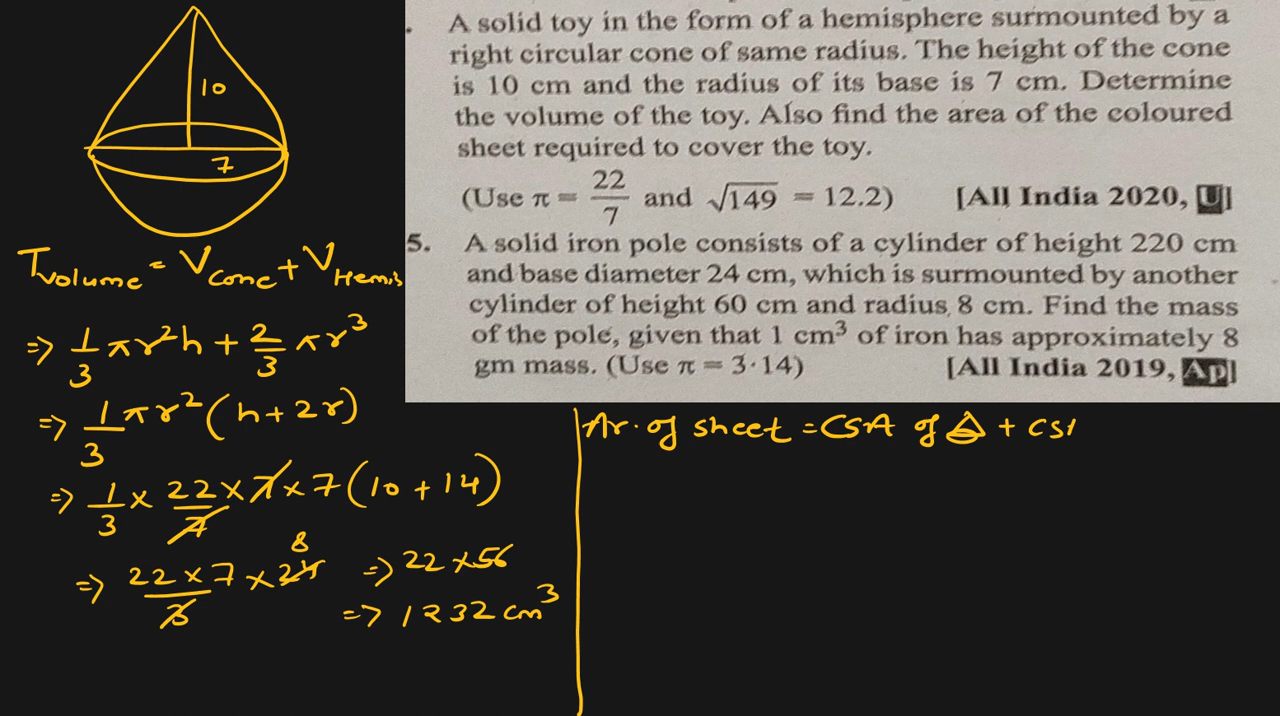 10
7
. A solid toy in the form of a hemisphere surmounted by a
right circular cone of same radius. The height of the cone
is 10 cm and the radius of its base is 7 cm. Determine
the volume of the toy. Also find the area of the coloured
sheet required to cover the toy.
(Use π = 22/7 and √149 = 12.2) [All India 2020, U]
5. A solid iron pole consists of a cylinder of height 220 cm
and base diameter 24 cm, which is surmounted by another
cylinder of height 60 cm and radius 8 cm. Find the mass
of the pole, given that 1 cm³ of iron has approximately 8
gm mass. (Use π = 3·14) [All India 2019, Ap]
Tvolume = VCone + VHemis
=> 1/3 πr²h + 2/3 πr³
=> 1/3 πr² (h + 2r)
=> 1/3 × 22/7 × 7 × 7 (10 + 14)
=> 22 × 7 × 24/3 8 => 22 × 56
=> 1232 cm³
Ar. of sheet = CSA of △ + CSA